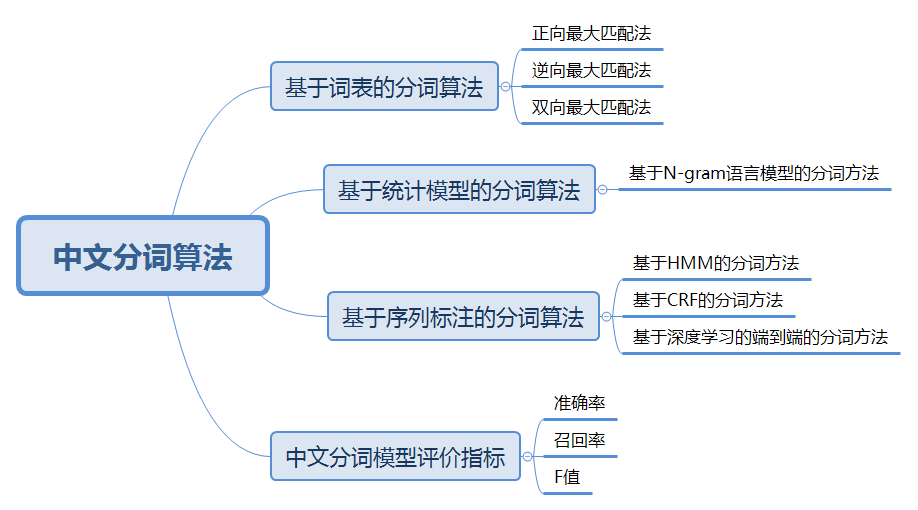 中文分词算法
基于词表的分词算法
正向最大匹配法
逆向最大匹配法
双向最大匹配法
基于统计模型的分词算法
基于N-gram语言模型的分词方法
基于序列标注的分词算法
基于HMM的分词方法
基于CRF的分词方法
基于深度学习的端到端的分词方法
中文分词模型评价指标
准确率
召回率
F值